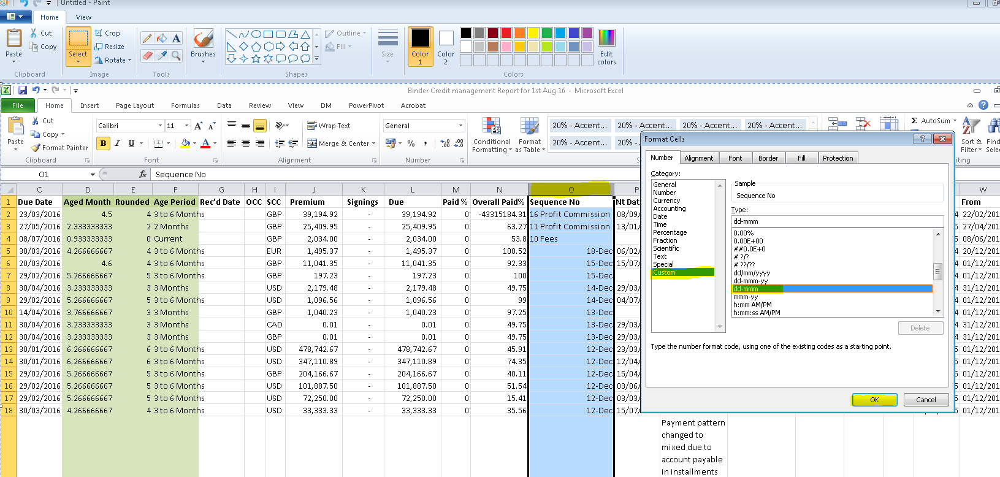 Untitled - Paint
Home View
Cut
Copy
Paste
Clipboard
Select
Crop
Resize
Rotate
Image
Tools
Brushes
Shapes
Outline
Fill
Size
Color 1
Color 2
Edit colors
Colors
Binder Credit management Report for 1st Aug 16 - Microsoft Excel
File Home Insert Page Layout Formulas Data Review View DM PowerPivot Acrobat
Paste
Cut
Copy
Format Painter
Clipboard
Calibri 11
B I U
Font
Wrap Text
Merge & Center
Alignment
General
Number
Conditional Formatting
Format as Table
20% - Accent... 20% - Accent... 20% - Accent... 20% - Accent...
20% - Accent... 20% -
AutoSum
Sort & Filter
O1 fx Sequence No
C D E F G H I J K L M N O P W
1 Due Date Aged Month Rounded Age Period Rec'd Date OCC SCC Premium Signings Due Paid % Overall Paid% Sequence No Nt Dat From
2 23/03/2016 4.5 4 3 to 6 Months GBP 39,194.92 - 39,194.92 0 -43315184.31 16 Profit Commission 08/09/ 4 22/02/201
3 27/05/2016 2.333333333 2 2 Months GBP 25,409.95 - 25,409.95 0 63.27 11 Profit Commission 13/01/ 4 27/04/201
4 08/07/2016 0.933333333 0 Current GBP 2,034.00 - 2,034.00 0 53.8 10 Fees 4 08/06/201
5 30/03/2016 4.266666667 4 3 to 6 Months EUR 1,495.37 - 1,495.37 0 100.52 18-Dec 06/02/ 4 20/12/201
6 20/03/2016 4.6 4 3 to 6 Months GBP 11,041.35 - 11,041.35 0 92.33 15-Dec 15/07/ 4 01/12/201
7 29/02/2016 5.266666667 5 3 to 6 Months GBP 197.23 - 197.23 0 100 15-Dec 4 01/12/201
8 30/04/2016 3.233333333 3 3 Months USD 2,179.48 - 2,179.48 0 49.75 14-Dec 29/03/ 4 31/12/201
9 29/02/2016 5.266666667 5 3 to 6 Months USD 1,096.56 - 1,096.56 0 99 14-Dec 04/07/ 4 01/12/201
10 14/04/2016 3.766666667 3 3 Months GBP 1,040.23 - 1,040.23 0 97.25 13-Dec 4 01/12/201
11 30/04/2016 3.233333333 3 3 Months CAD 0.01 - 0.01 0 49.75 13-Dec 29/03/ 4 31/12/201
12 30/04/2016 3.233333333 3 3 Months GBP 0.01 - 0.01 0 49.75 13-Dec 29/03/ 4 31/12/201
13 30/01/2016 6.266666667 6 3 to 6 Months USD 478,742.67 - 478,742.67 0 45.91 12-Dec 23/03/ 5 01/12/201
14 30/01/2016 6.266666667 6 3 to 6 Months USD 347,110.89 - 347,110.89 0 74.35 12-Dec 12/04/ 5 01/12/201
15 29/02/2016 5.266666667 5 3 to 6 Months GBP 204,166.67 - 204,166.67 0 40.11 12-Dec 15/04/ 5 01/12/201
16 29/02/2016 5.266666667 5 3 to 6 Months USD 101,887.50 - 101,887.50 0 51.54 12-Dec 03/06/ 5 01/12/201
17 29/02/2016 5.266666667 5 3 to 6 Months USD 72,250.00 - 72,250.00 0 15.41 12-Dec 03/03/ 5 01/12/201
18 30/03/2016 4.266666667 4 3 to 6 Months USD 33,333.33 - 33,333.33 0 35.56 12-Dec 15/07/ 5 01/12/201
Payment pattern
changed to
mixed due to
account payable
in installments
Format Cells
Number Alignment Font Border Fill Protection
Category:
General
Number
Currency
Accounting
Date
Time
Percentage
Fraction
Scientific
Text
Special
Custom
Sample
Sequence No
Type:
dd-mmm
0.00%
0.00E+00
##0.0E+0
# ?/?
# ??/??
dd/mm/yyyy
dd-mmm-yy
dd-mmm
mmm-yy
h:mm AM/PM
h:mm:ss AM/PM
Delete
Type the number format code, using one of the existing codes as a starting point.
OK Cancel